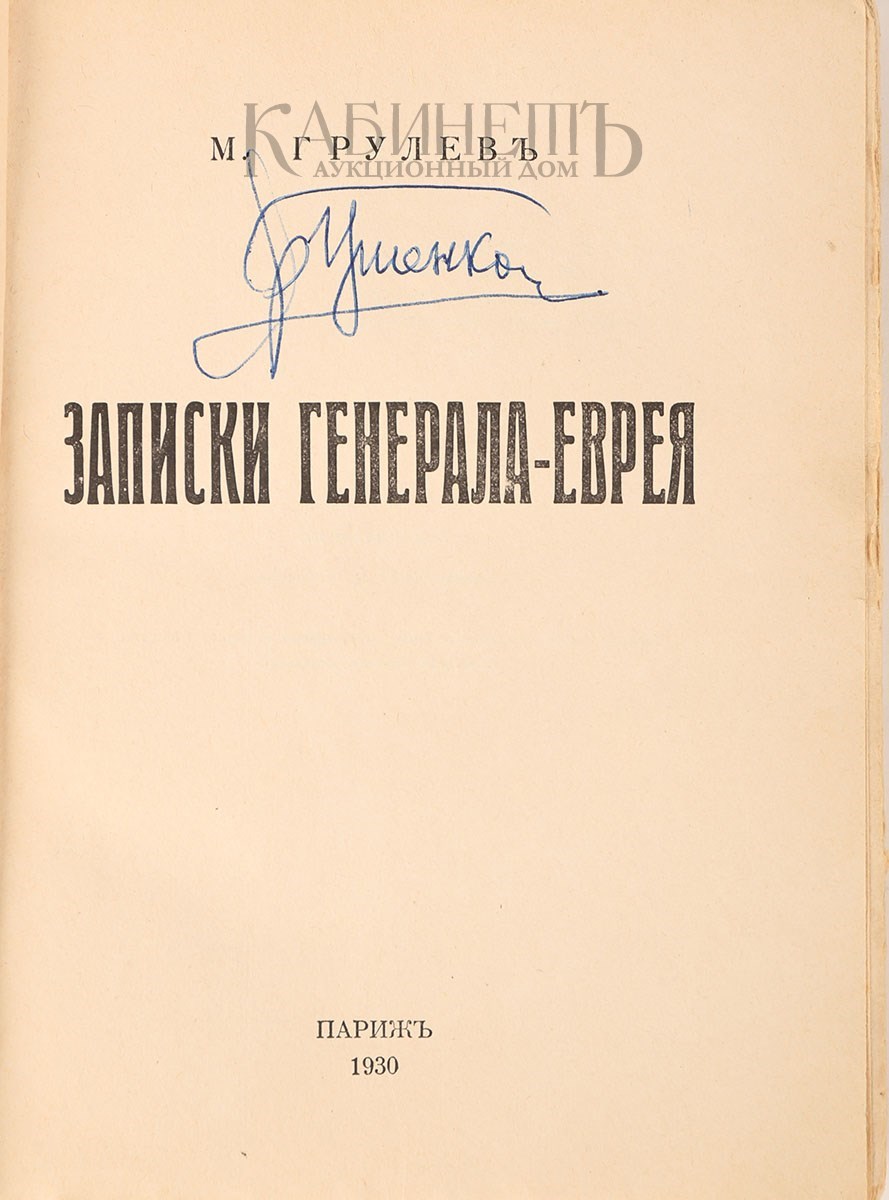 КАБИНЕТЪ
АУКЦИОННЫЙ ДОМ
М. ГРУЛЕВЪ
ЗАПИСКИ ГЕНЕРАЛА-ЕВРЕЯ
ПАРИЖЪ
1930